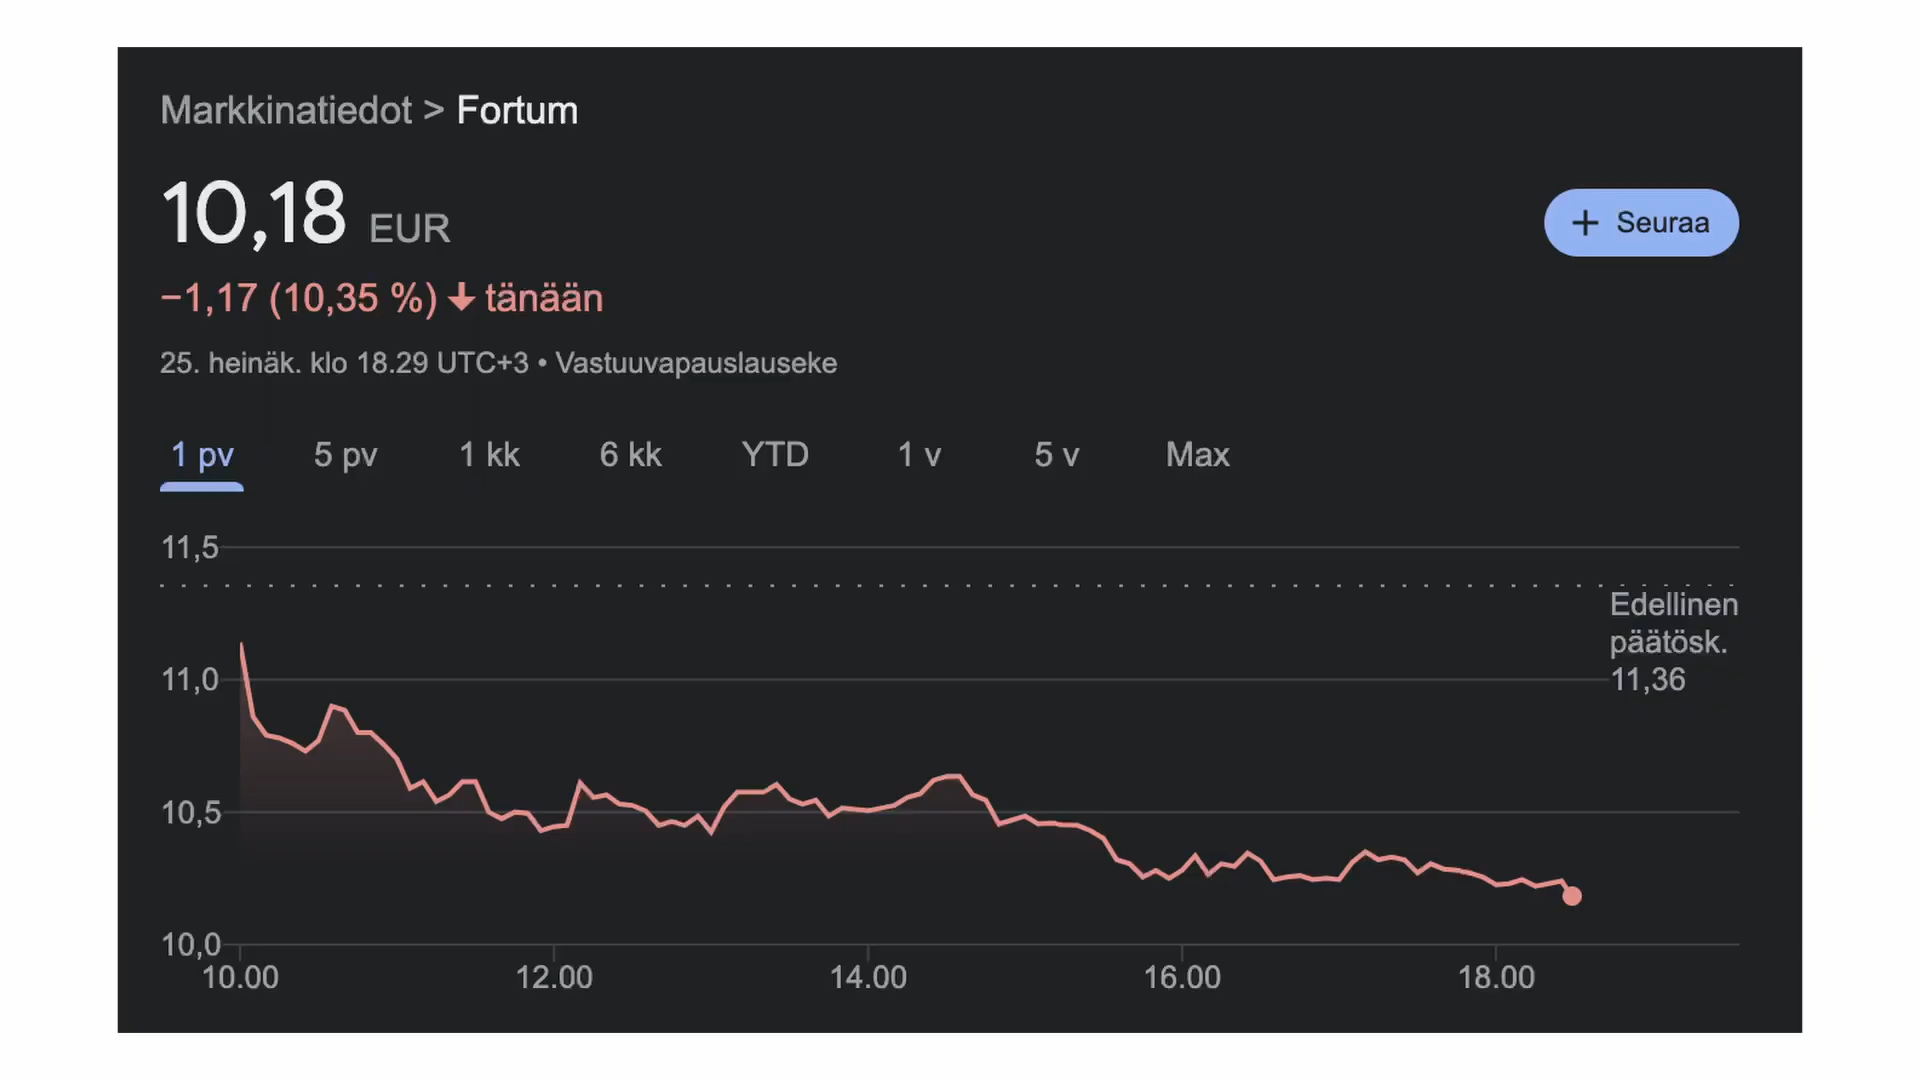 Markkinatiedot > Fortum
10,18 EUR
+ Seuraa
−1,17 (10,35 %) ↓ tänään
25. heinäk. klo 18.29 UTC+3 • Vastuuvapauslauseke
1 pv 5 pv 1 kk 6 kk YTD 1 v 5 v Max
11,5
Edellinen
päätösk.
11,36
11,0
10,5
10,0
10.00 12.00 14.00 16.00 18.00